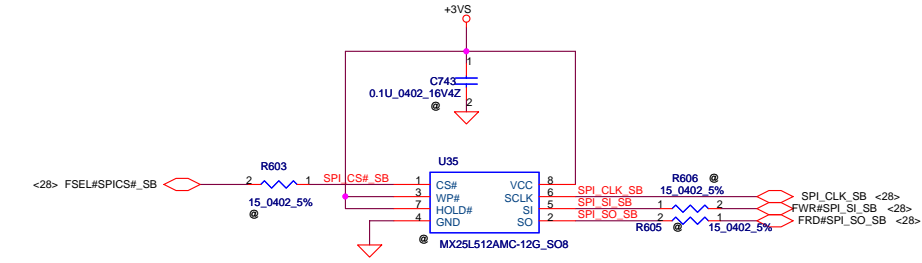 +3VS
1
C743
0.1U_0402_16V4Z
@
2
U35
R603
R606 @
<28> FSEL#SPICS#_SB 2 1 SPI_CS#_SB 1 CS# VCC 8 15_0402_5%
15_0402_5% 3 WP# SCLK 6 SPI_CLK_SB SPI_CLK_SB <28>
@ 7 HOLD# SI 5 SPI_SI_SB 1 2 FWR#SPI_SI_SB <28>
4 GND SO 2 SPI_SO_SB 2 1 FRD#SPI_SO_SB <28>
R605 @ 15_0402_5%
@ MX25L512AMC-12G_SO8